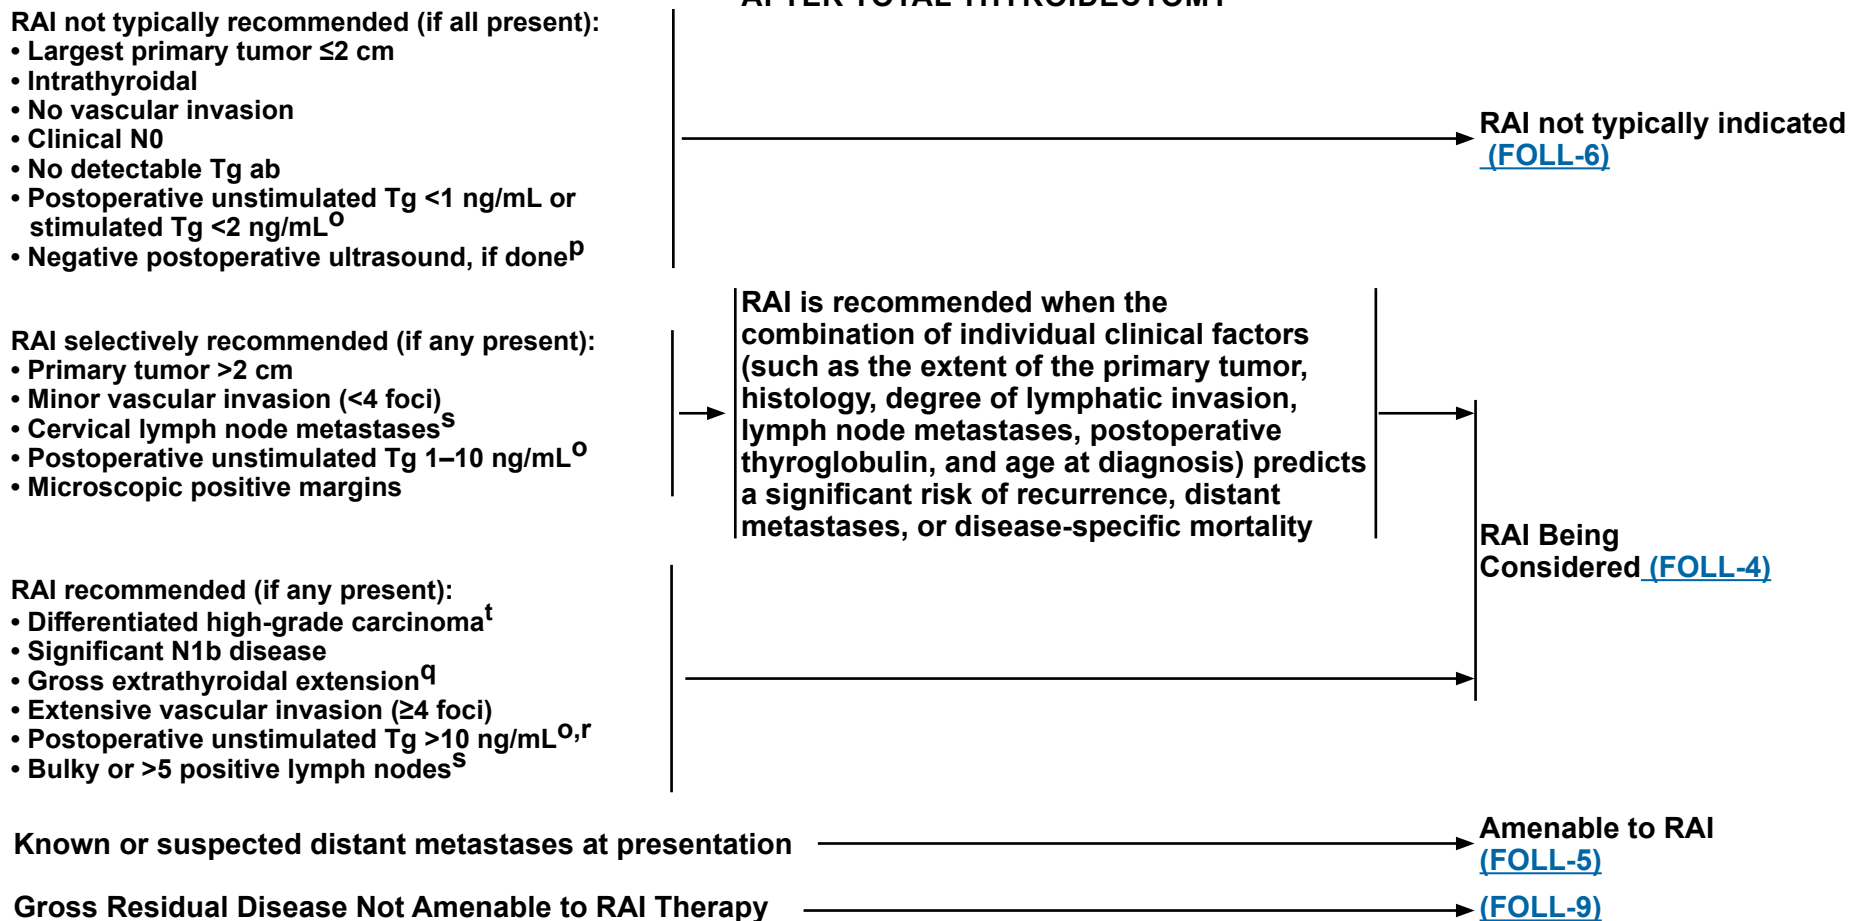 AFTER TOTAL THYROIDECTOMY
RAI not typically recommended (if all present):
• Largest primary tumor ≤2 cm
• Intrathyroidal
• No vascular invasion
• Clinical N0
• No detectable Tg ab
• Postoperative unstimulated Tg <1 ng/mL or
stimulated Tg <2 ng/mLo
• Negative postoperative ultrasound, if donep
RAI not typically indicated
(FOLL-6)
RAI selectively recommended (if any present):
• Primary tumor >2 cm
• Minor vascular invasion (<4 foci)
• Cervical lymph node metastasess
• Postoperative unstimulated Tg 1–10 ng/mLo
• Microscopic positive margins
RAI is recommended when the
combination of individual clinical factors
(such as the extent of the primary tumor,
histology, degree of lymphatic invasion,
lymph node metastases, postoperative
thyroglobulin, and age at diagnosis) predicts
a significant risk of recurrence, distant
metastases, or disease-specific mortality
RAI recommended (if any present):
• Differentiated high-grade carcinomat
• Significant N1b disease
• Gross extrathyroidal extensionq
• Extensive vascular invasion (≥4 foci)
• Postoperative unstimulated Tg >10 ng/mLo,r
• Bulky or >5 positive lymph nodess
RAI Being
Considered (FOLL-4)
Known or suspected distant metastases at presentation
Amenable to RAI
(FOLL-5)
Gross Residual Disease Not Amenable to RAI Therapy
(FOLL-9)